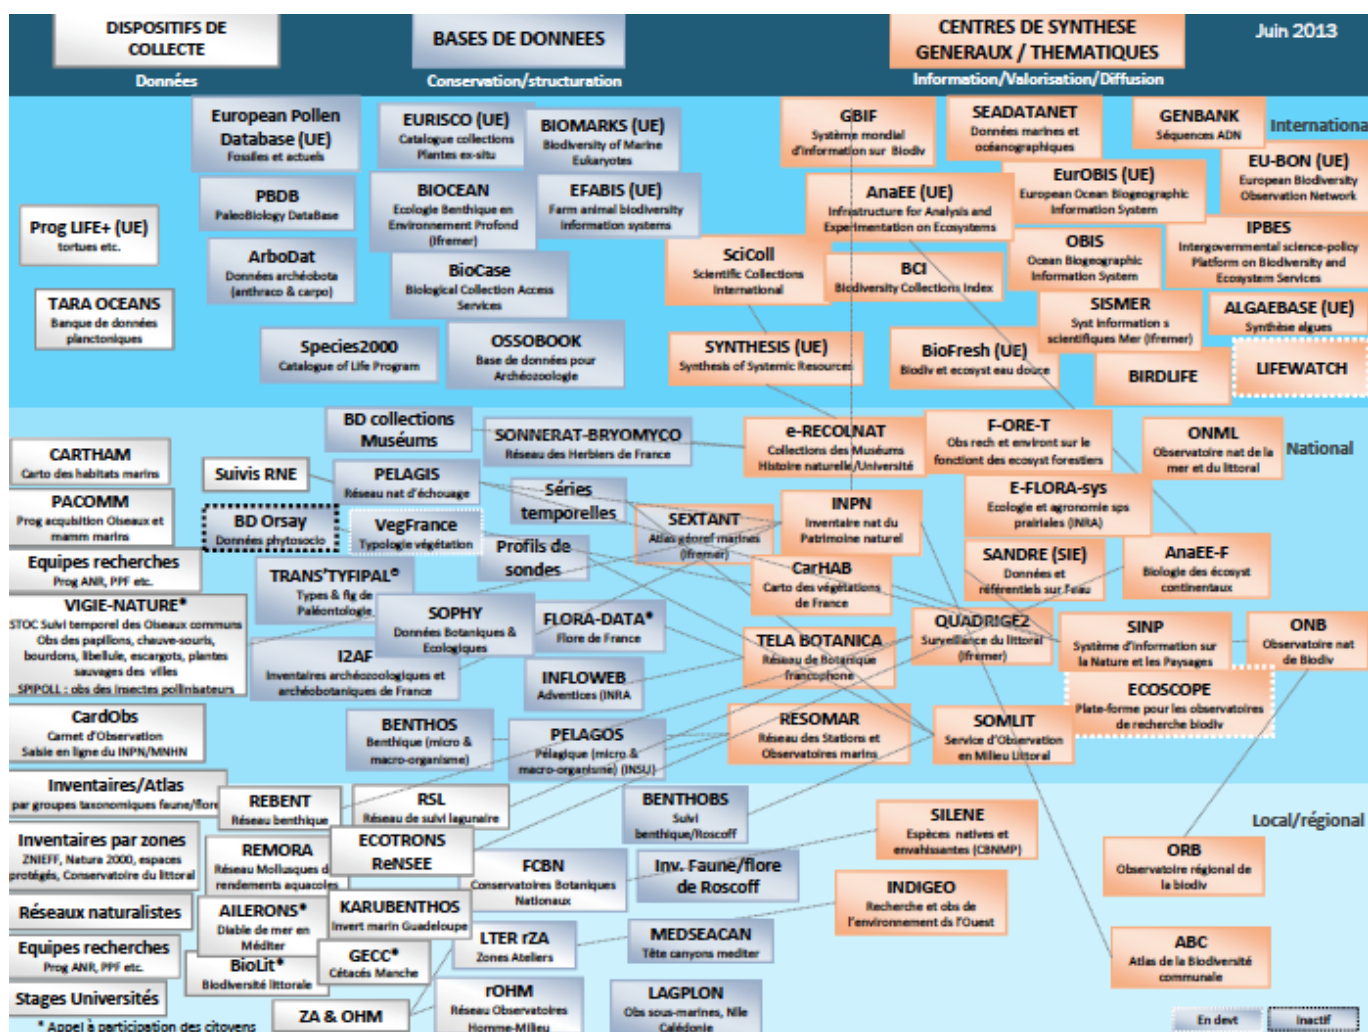 DISPOSITIFS DE
COLLECTE
Données
BASES DE DONNEES
Conservation/structuration
CENTRES DE SYNTHESE
GENERAUX / THEMATIQUES
Information/Valorisation/Diffusion
Juin 2013
International
European Pollen
Database (UE)
Fossiles et actuels
EURISCO (UE)
Catalogue collections
Plantes ex-situ
BIOMARKS (UE)
Biodiversity of Marine
Eukaryotes
GBIF
Système mondial
d'information sur Biodiv
SEADATANET
Données marines et
océanographiques
GENBANK
Séquences ADN
EU-BON (UE)
European Biodiversity
Observation Network
PBDB
PaleoBiology DataBase
BIOCEAN
Ecologie Benthique en
Environnement Profond
(Ifremer)
EFABIS (UE)
Farm animal biodiversity
information systems
AnaEE (UE)
Infrastructure for Analysis and
Experimentation on Ecosystems
EurOBIS (UE)
European Ocean Biogeographic
Information System
Prog LIFE+ (UE)
tortues etc.
ArboDat
Données archéobota
(anthraco & carpo)
BioCase
Biological Collection Access
Services
SciColl
Scientific Collections
International
BCI
Biodiversity Collections Index
OBIS
Ocean Biogeographic
Information System
IPBES
Intergovernmental science-policy
Platform on Biodiversity and
Ecosystem Services
TARA OCEANS
Banque de données
planctoniques
Species2000
Catalogue of Life Program
OSSOBOOK
Base de données pour
Archéozoologie
SYNTHESIS (UE)
Synthesis of Systemic Resources
BioFresh (UE)
Biodiv et ecosyst eau douce
SISMER
Syst Information s
scientifiques Mer (Ifremer)
ALGAEBASE (UE)
Synthèse algues
BIRDLIFE
LIFEWATCH
National
BD collections
Muséums
SONNERAT-BRYOMYCO
Réseau des Herbiers de France
e-RECOLNAT
Collections des Muséums
Histoire naturelle/Université
F-ORE-T
Obs rech et environt sur le
fonctiont des ecosyst forestiers
ONML
Observatoire nat de la
mer et du littoral
CARTHAM
Carto des habitats marins
Suivis RNE
PELAGIS
Réseau nat d'échouage
Séries
temporelles
SEXTANT
Atlas géoref marines
(Ifremer)
INPN
Inventaire nat du
Patrimoine naturel
E-FLORA-sys
Ecologie et agronomie sps
prairiales (INRA)
PACOMM
Prog acquisition Oiseaux et
mamm marins
BD Orsay
Données phytosocio
VegFrance
Typologie végétation
Profils de
sondes
CarHAB
Carto des végétations
de France
SANDRE (SIE)
Données et
référentiels sur l'eau
AnaEE-F
Biologie des écosyst
continentaux
Equipes recherches
Prog ANR, PPF etc.
TRANS'TYFIPAL®
Types & fig de
Paléontologie
SOPHY
Données Botaniques &
Ecologiques
FLORA-DATA*
Flore de France
TELA BOTANICA
Réseau de Botanique
francophone
QUADRIGE2
Surveillance du littoral
(Ifremer)
SINP
Système d'information sur
la Nature et les Paysages
ONB
Observatoire nat
de Biodiv
VIGIE-NATURE*
STOC Suivi temporel des Oiseaux communs
Obs des papillons, chauve-souris,
bourdons, libellule, escargots, plantes
sauvages des villes
SPIPOLL : obs des insectes pollinisateurs
I2AF
Inventaires archéozoologiques et
archéobotaniques de France
INFLOWEB
Adventices (INRA
ECOSCOPE
Plate-forme pour les observatoires
de recherche biodiv
CardObs
Carnet d'Observation
Saisie en ligne du INPN/MNHN
BENTHOS
Benthique (micro &
macro-organisme)
PELAGOS
Pélagique (micro &
macro-organisme) (INSU)
RESOMAR
Réseau des Stations et
Observatoires marins
SOMLIT
Service d'Observation
en Milieu Littoral
Local/régional
Inventaires/Atlas
par groupes taxonomiques faune/flore
REBENT
Réseau benthique
RSL
Réseau de suivi lagunaire
BENTHOBS
Suivi
benthique/Roscoff
SILENE
Espèces natives et
envahissantes (CBNMP)
ORB
Observatoire régional de
la biodiv
Inventaires par zones
ZNIEFF, Natura 2000, espaces
protégés, Conservatoire du littoral
REMORA
Réseau Mollusques d
rendements aquacoles
ECOTRONS
ReNSEE
FCBN
Conservatoires Botaniques
Nationaux
Inv. Faune/flore
de Roscoff
INDIGEO
Recherche et obs de
l'environnement ds l'Ouest
Réseaux naturalistes
AILERONS*
Diable de mer en
Méditer
KARUBENTHOS
Invert marin Guadeloupe
LTER rZA
Zones Ateliers
MEDSEACAN
Tête canyons mediter
ABC
Atlas de la Biodiversité
communale
Equipes recherches
Prog ANR, PPF etc.
BioLit*
Biodiversité littorale
GECC*
Cétacés Manche
Stages Universités
ZA & OHM
rOHM
Réseau Observatoires
Homme-Milieu
LAGPLON
Obs sous-marins, Nlle
Calédonie
* Appel à participation des citoyens
En devt
Inactif